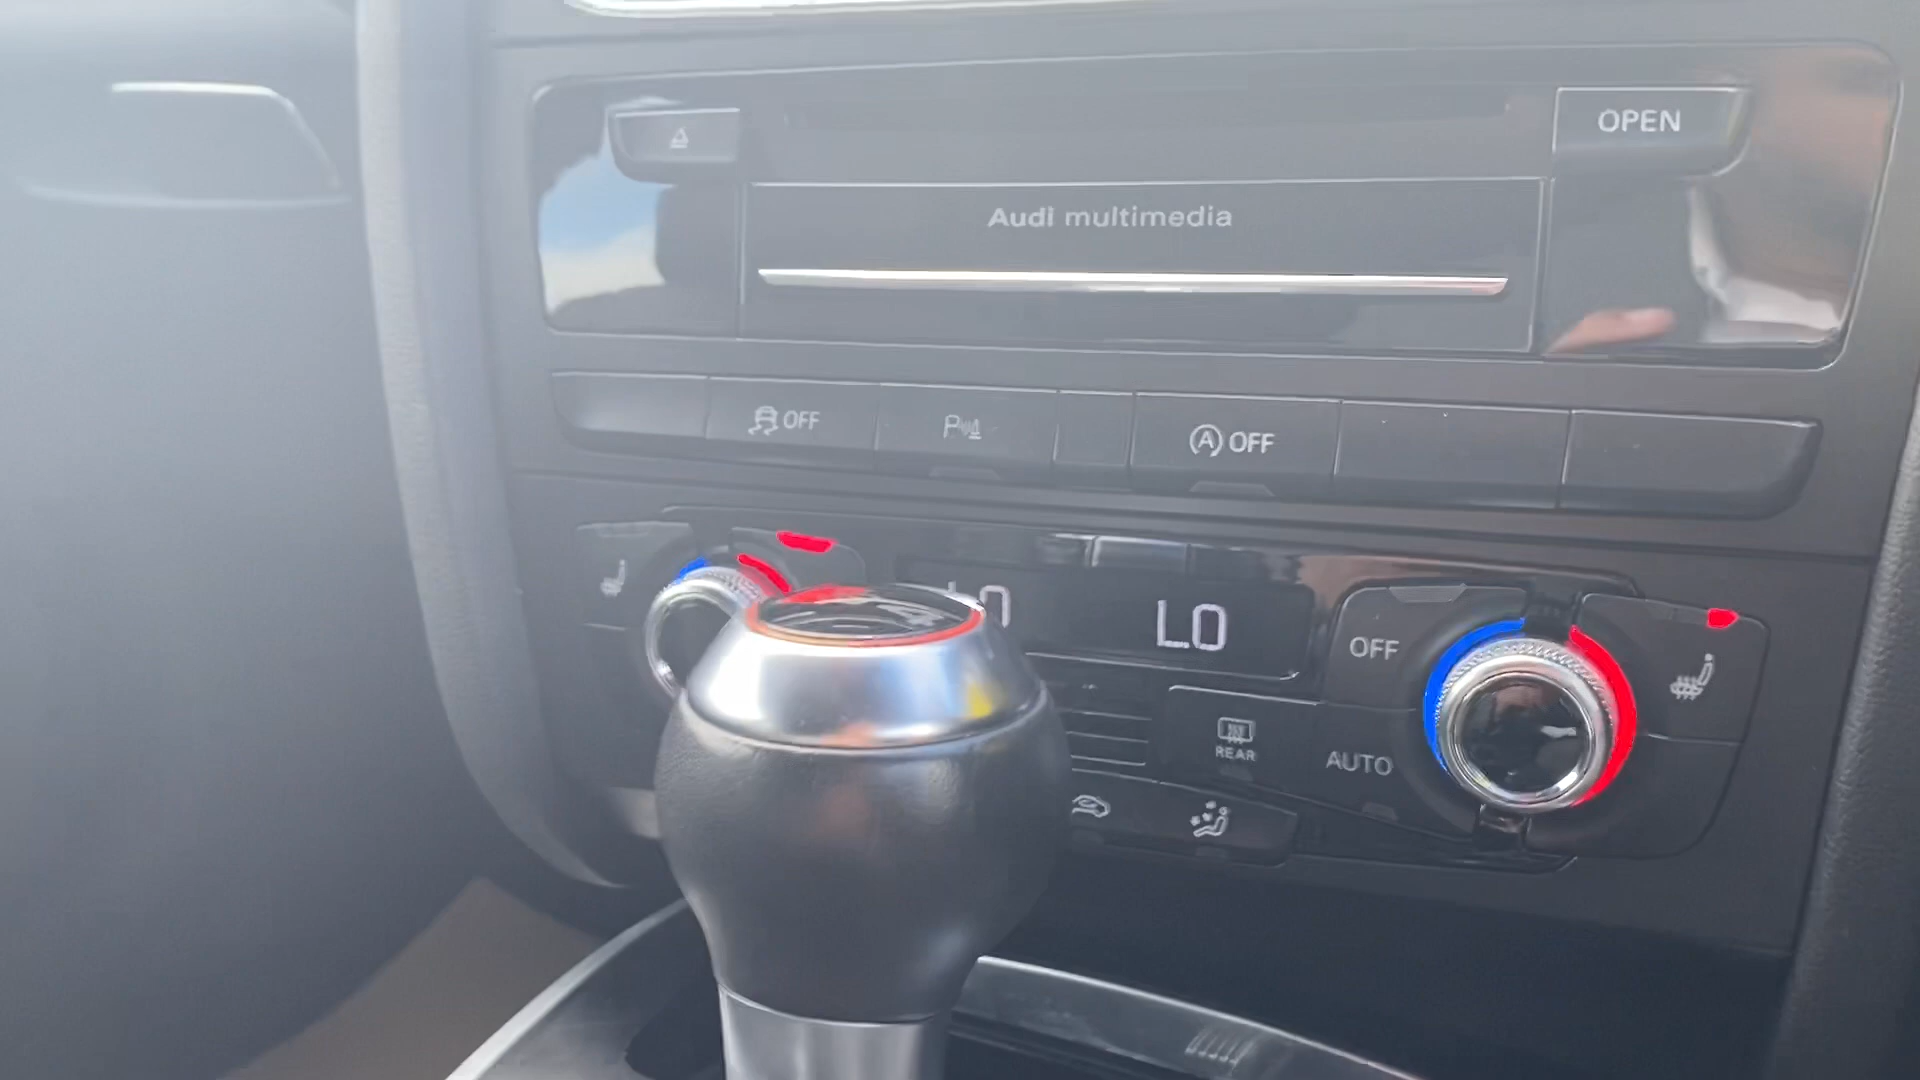 OPEN
Audi multimedia
OFF
P
A OFF
LO
OFF
REAR
AUTO